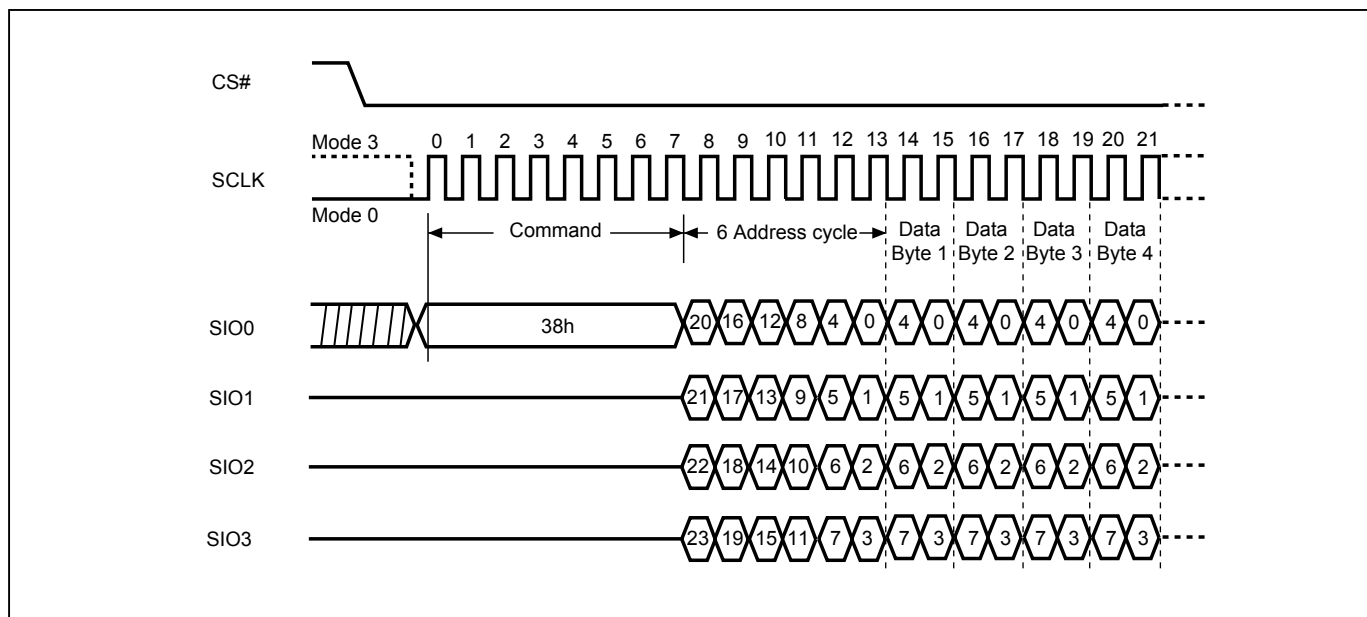 CS#
Mode 3
0 1 2 3 4 5 6 7 8 9 10 11 12 13 14 15 16 17 18 19 20 21
SCLK
Mode 0
Command
6 Address cycle
Data Byte 1
Data Byte 2
Data Byte 3
Data Byte 4
SIO0
38h
20 16 12 8 4 0 4 0 4 0 4 0 4 0
SIO1
21 17 13 9 5 1 5 1 5 1 5 1 5 1
SIO2
22 18 14 10 6 2 6 2 6 2 6 2 6 2
SIO3
23 19 15 11 7 3 7 3 7 3 7 3 7 3